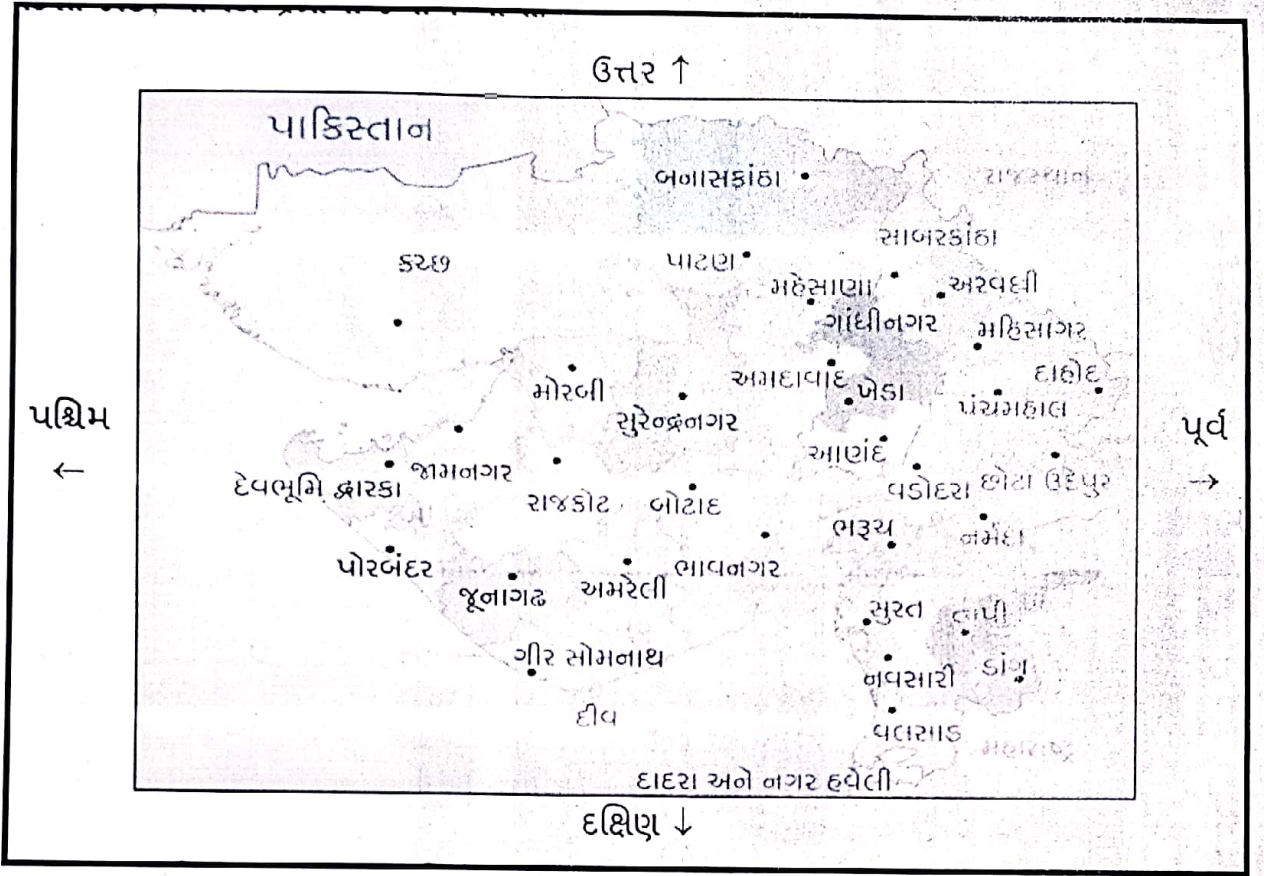 ઉત્તર ↑
પાકિસ્તાન
બનાસકાંઠા
રાજસ્થાન
સાબરકાંઠા
કચ્છ
પાટણ
મહેસાણા
અરવલ્લી
ગાંધીનગર
મહિસાગર
અમદાવાદ
દાહોદ
મોરબી
ખેડા
પંચમહાલ
પશ્ચિમ
←
સુરેન્દ્રનગર
પૂર્વ
→
આણંદ
જામનગર
દેવભૂમિ દ્વારકા
વડોદરા
છોટા ઉદેપુર
રાજકોટ
બોટાદ
ભરૂચ
નર્મદા
પોરબંદર
ભાવનગર
જૂનાગઢ
અમરેલી
સુરત
તાપી
ગીર સોમનાથ
નવસારી
ડાંગ
દીવ
વલસાડ
મહારાષ્ટ્ર
દાદરા અને નગર હવેલી
દક્ષિણ ↓